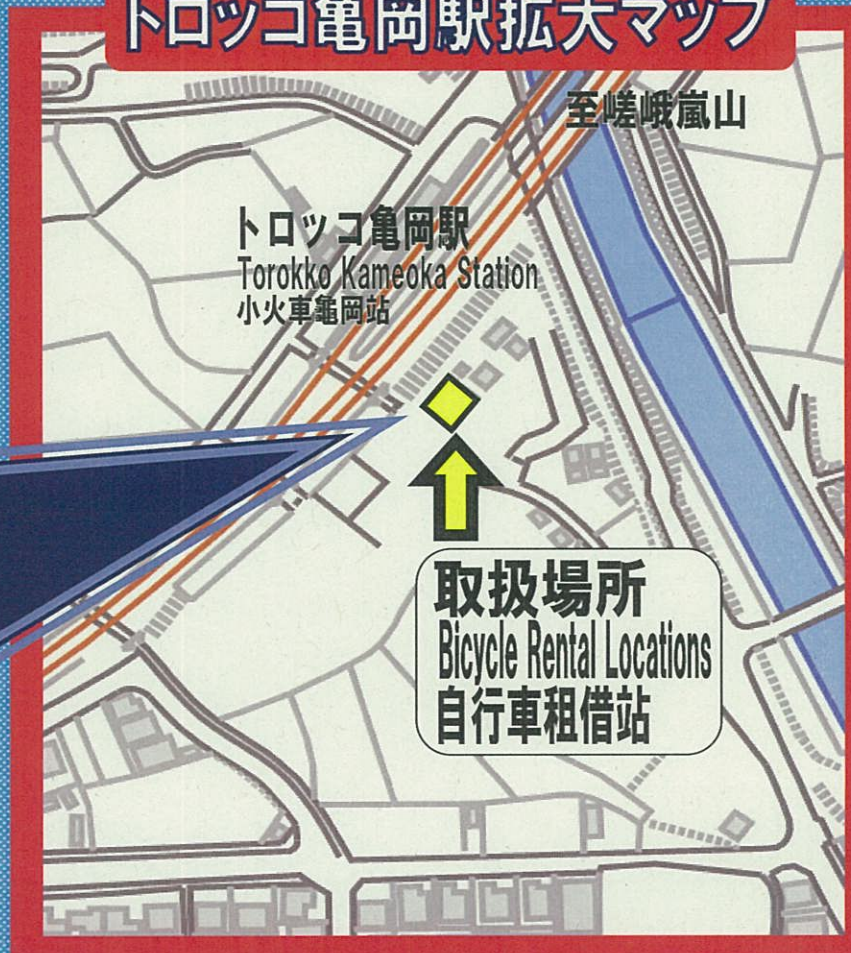 トロッコ亀岡駅拡大マップ
至嵯峨嵐山
トロッコ亀岡駅
Torokko Kameoka Station
小火車龜岡站
取扱場所
Bicycle Rental Locations
自行車租借站